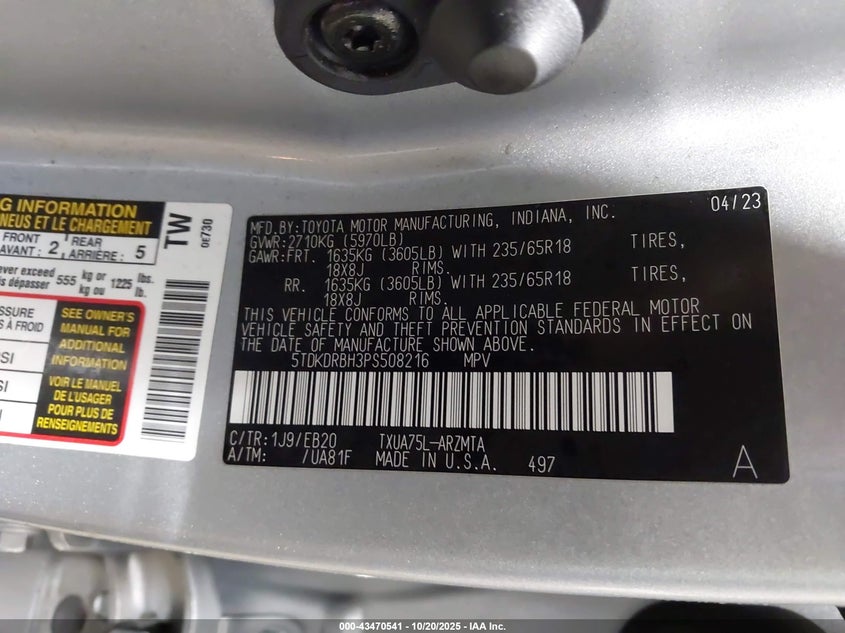 G INFORMATION
NEUS ET LE CHARGEMENT
FRONT REAR
AVANT : 2 ARRIÈRE : 5
ever exceed 555 kg or 1225 lbs.
is dépasser kg ou lb.
TW
0E730
ESSURE
S À FROID
SI
SI
SI
SEE OWNER'S
MANUAL FOR
ADDITIONAL
INFORMATION
VOIR LE MANUEL
DE L'USAGER
POUR PLUS DE
RENSEIGNEMENTS
MFD.BY:TOYOTA MOTOR MANUFACTURING, INDIANA, INC. 04/23
GVWR:2710KG (5970LB)
GAWR:FRT. 1635KG (3605LB) WITH 235/65R18 TIRES,
18X8J RIMS.
RR. 1635KG (3605LB) WITH 235/65R18 TIRES,
18X8J RIMS.
THIS VEHICLE CONFORMS TO ALL APPLICABLE FEDERAL MOTOR
VEHICLE SAFETY AND THEFT PREVENTION STANDARDS IN EFFECT ON
THE DATE OF MANUFACTURE SHOWN ABOVE.
5TDKDRBH3PS508216 MPV
C/TR:1J9/EB20 TXUA75L-ARZMTA
A/TM: /UA81F MADE IN U.S.A. 497
A
000-43470541 - 10/20/2025 - IAA Inc.